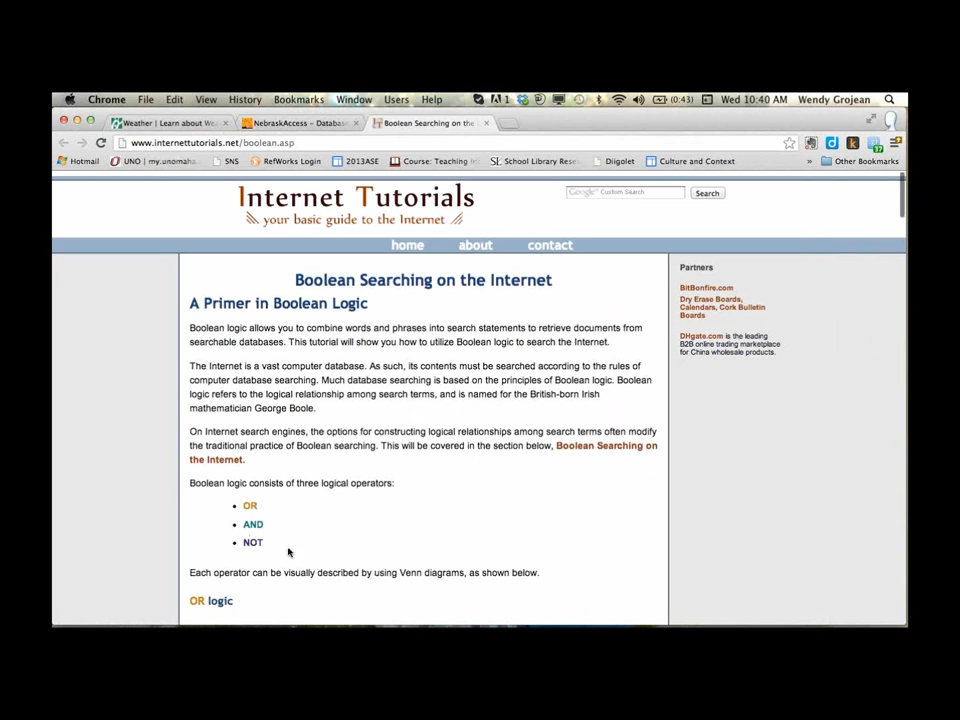 Chrome File Edit View History Bookmarks Window Users Help 1 (0:43) Wed 10:40 AM Wendy Grojean
Weather | Learn about We NebraskAccess – Databas Boolean Searching on the
www.internettutorials.net/boolean.asp
Hotmail UNO | my.unomah SNS RefWorks Login 2013ASE Course: Teaching In School Library Rese Diigolet Culture and Context » Other Bookmarks
Internet Tutorials
your basic guide to the Internet
Google Custom Search Search
home about contact
Boolean Searching on the Internet
A Primer in Boolean Logic
Boolean logic allows you to combine words and phrases into search statements to retrieve documents from
searchable databases. This tutorial will show you how to utilize Boolean logic to search the Internet.
The Internet is a vast computer database. As such, its contents must be searched according to the rules of
computer database searching. Much database searching is based on the principles of Boolean logic. Boolean
logic refers to the logical relationship among search terms, and is named for the British-born Irish
mathematician George Boole.
On Internet search engines, the options for constructing logical relationships among search terms often modify
the traditional practice of Boolean searching. This will be covered in the section below, Boolean Searching on
the Internet.
Boolean logic consists of three logical operators:
• OR
• AND
• NOT
Each operator can be visually described by using Venn diagrams, as shown below.
OR logic
Partners
BitBonfire.com
Dry Erase Boards,
Calendars, Cork Bulletin
Boards
DHgate.com is the leading
B2B online trading marketplace
for China wholesale products.